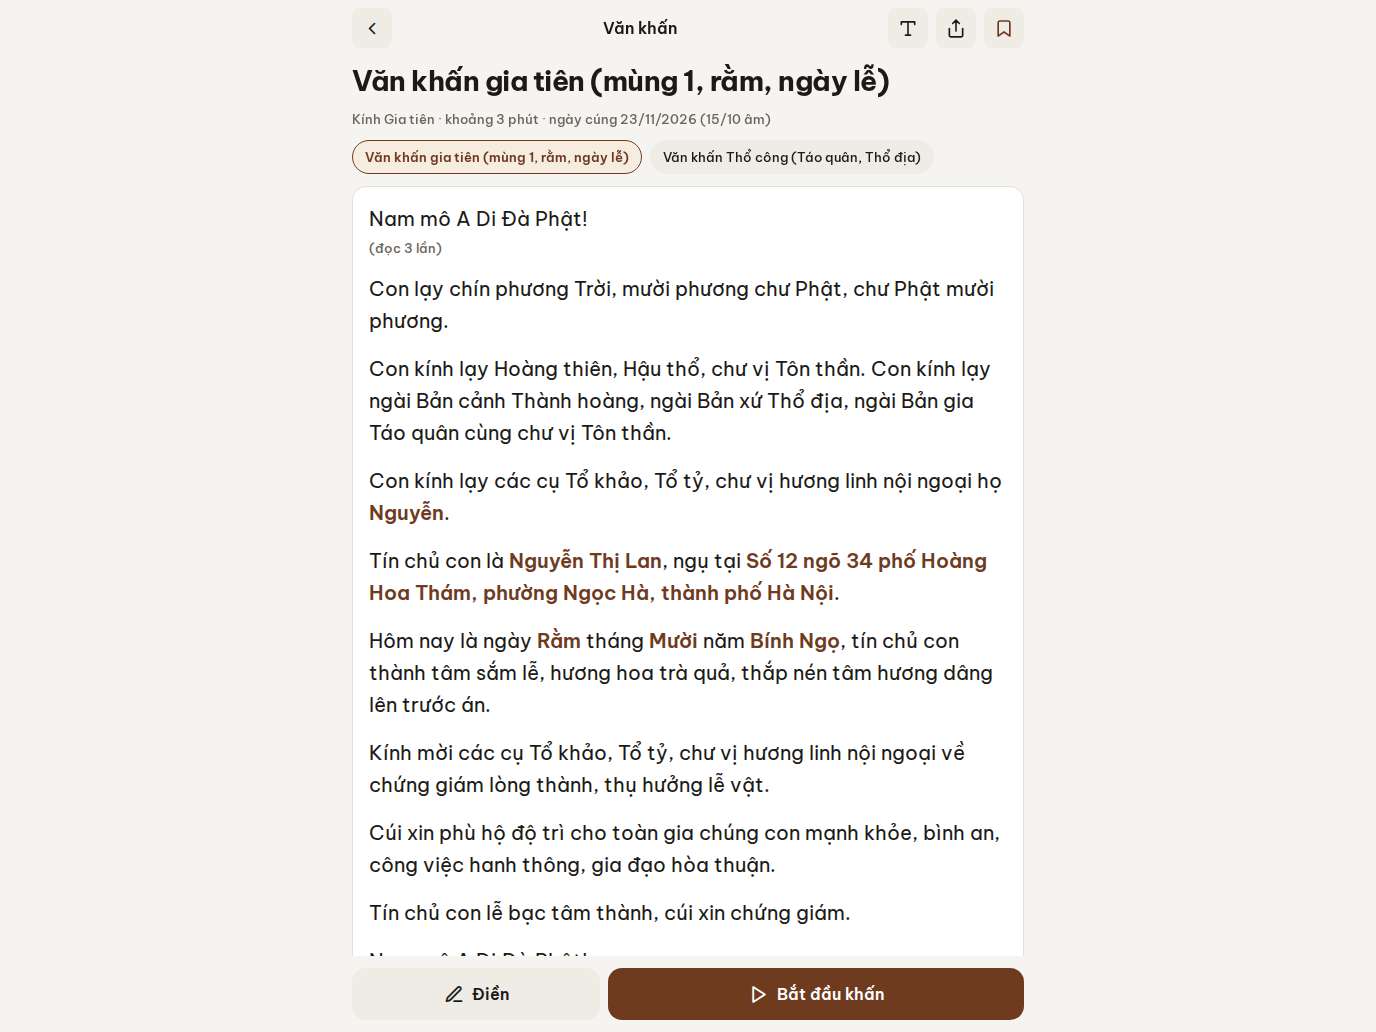 Văn khấn
Văn khấn gia tiên (mùng 1, rằm, ngày lễ)
Kính Gia tiên · khoảng 3 phút · ngày cúng 23/11/2026 (15/10 âm)
Văn khấn gia tiên (mùng 1, rằm, ngày lễ)
Văn khấn Thổ công (Táo quân, Thổ địa)
Nam mô A Di Đà Phật!
(đọc 3 lần)
Con lạy chín phương Trời, mười phương chư Phật, chư Phật mười
phương.
Con kính lạy Hoàng thiên, Hậu thổ, chư vị Tôn thần. Con kính lạy
ngài Bản cảnh Thành hoàng, ngài Bản xứ Thổ địa, ngài Bản gia
Táo quân cùng chư vị Tôn thần.
Con kính lạy các cụ Tổ khảo, Tổ tỷ, chư vị hương linh nội ngoại họ
Nguyễn.
Tín chủ con là Nguyễn Thị Lan, ngụ tại Số 12 ngõ 34 phố Hoàng
Hoa Thám, phường Ngọc Hà, thành phố Hà Nội.
Hôm nay là ngày Rằm tháng Mười năm Bính Ngọ, tín chủ con
thành tâm sắm lễ, hương hoa trà quả, thắp nén tâm hương dâng
lên trước án.
Kính mời các cụ Tổ khảo, Tổ tỷ, chư vị hương linh nội ngoại về
chứng giám lòng thành, thụ hưởng lễ vật.
Cúi xin phù hộ độ trì cho toàn gia chúng con mạnh khỏe, bình an,
công việc hanh thông, gia đạo hòa thuận.
Tín chủ con lễ bạc tâm thành, cúi xin chứng giám.
Nam mô A Di Đà Phật!
Điền
Bắt đầu khấn